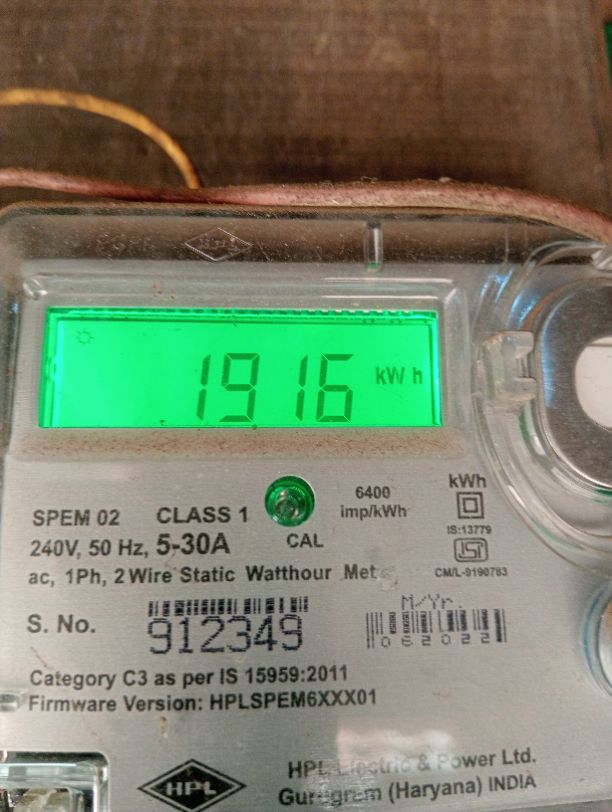 1916 kWh
SPEM 02 CLASS 1 6400 imp/kWh kWh
IS:13779
240V, 50 Hz, 5-30A CAL
CM/L-9190783
ac, 1Ph, 2 Wire Static Watthour Met
M/Yr.
S. No. 912349 062022
Category C3 as per IS 15959:2011
Firmware Version: HPLSPEM6XXX01
HPL HPL Electric & Power Ltd.
Gurugram (Haryana) INDIA